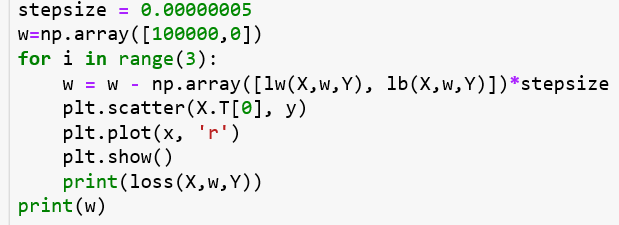 stepsize = 0.00000005
w=np.array([100000,0])
for i in range(3):
    w = w - np.array([lw(X,w,Y), lb(X,w,Y)])*stepsize
    plt.scatter(X.T[0], y)
    plt.plot(x, 'r')
    plt.show()
    print(loss(X,w,Y))
print(w)